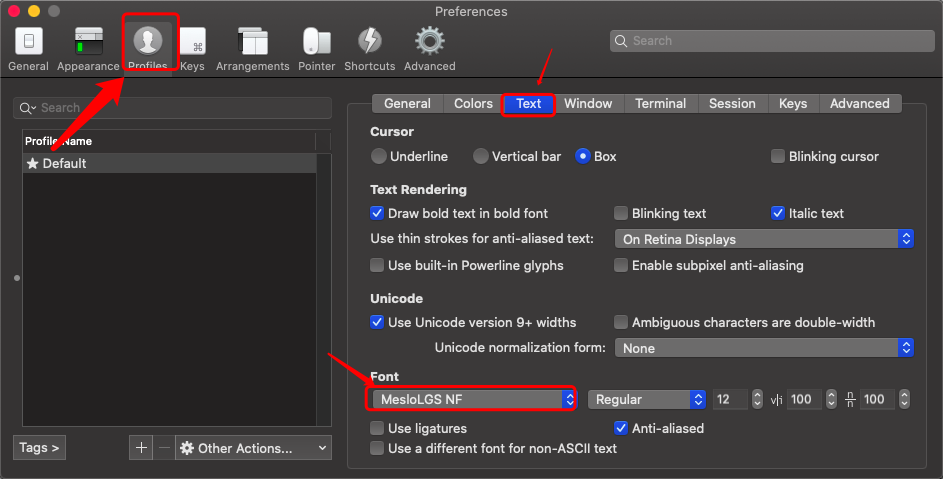 Preferences
General Appearance Profiles Keys Arrangements Pointer Shortcuts Advanced
Search
Search
Profile Name
Default
Tags >
+ − Other Actions...
General Colors Text Window Terminal Session Keys Advanced
Cursor
Underline Vertical bar Box Blinking cursor
Text Rendering
Draw bold text in bold font Blinking text Italic text
Use thin strokes for anti-aliased text: On Retina Displays
Use built-in Powerline glyphs Enable subpixel anti-aliasing
Unicode
Use Unicode version 9+ widths Ambiguous characters are double-width
Unicode normalization form: None
Font
MesloLGS NF Regular 12 v|i 100 n/n 100
Use ligatures Anti-aliased
Use a different font for non-ASCII text